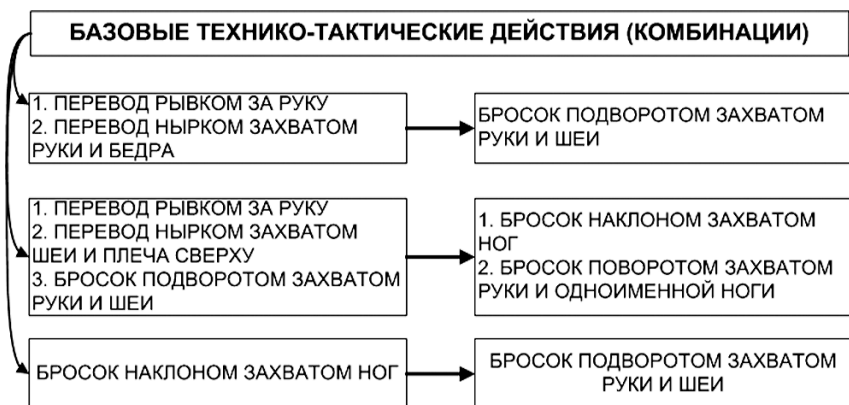 БАЗОВЫЕ ТЕХНИКО-ТАКТИЧЕСКИЕ ДЕЙСТВИЯ (КОМБИНАЦИИ)
1. ПЕРЕВОД РЫВКОМ ЗА РУКУ
2. ПЕРЕВОД НЫРКОМ ЗАХВАТОМ
РУКИ И БЕДРА
БРОСОК ПОДВОРОТОМ ЗАХВАТОМ
РУКИ И ШЕИ
1. ПЕРЕВОД РЫВКОМ ЗА РУКУ
2. ПЕРЕВОД НЫРКОМ ЗАХВАТОМ
ШЕИ И ПЛЕЧА СВЕРХУ
3. БРОСОК ПОДВОРОТОМ ЗАХВАТОМ
РУКИ И ШЕИ
1. БРОСОК НАКЛОНОМ ЗАХВАТОМ
НОГ
2. БРОСОК ПОВОРОТОМ ЗАХВАТОМ
РУКИ И ОДНОИМЕННОЙ НОГИ
БРОСОК НАКЛОНОМ ЗАХВАТОМ НОГ
БРОСОК ПОДВОРОТОМ ЗАХВАТОМ
РУКИ И ШЕИ